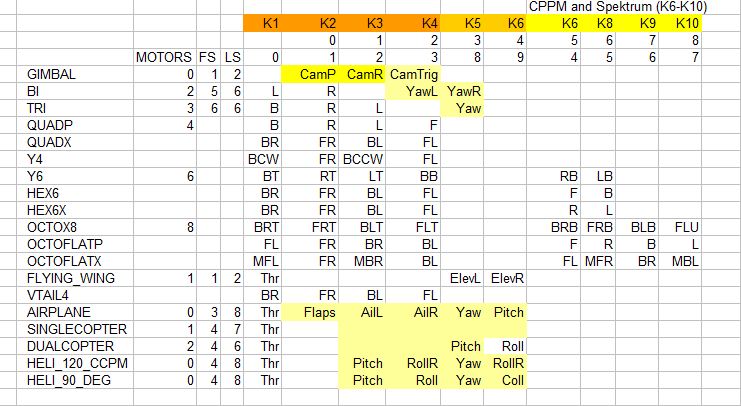 CPPM and Spektrum (K6-K10)
K1 K2 K3 K4 K5 K6 K6 K8 K9 K10
0 1 2 3 4 5 6 7 8
MOTORS FS LS 0 1 2 3 8 9 4 5 6 7
GIMBAL 0 1 2 CamP CamR CamTrig
BI 2 5 6 L R YawL YawR
TRI 3 6 6 B R L Yaw
QUADP 4 B R L F
QUADX BR FR BL FL
Y4 BCW FR BCCW FL
Y6 6 BT RT LT BB RB LB
HEX6 BR FR BL FL F B
HEX6X BR FR BL FL R L
OCTOX8 8 BRT FRT BLT FLT BRB FRB BLB FLU
OCTOFLATP FL FR BR BL F R B L
OCTOFLATX MFL FR MBR BL FL MFR BR MBL
FLYING_WING 1 1 2 Thr ElevL ElevR
VTAIL4 BR FR BL FL
AIRPLANE 0 3 8 Thr Flaps AilL AilR Yaw Pitch
SINGLECOPTER 1 4 7 Thr
DUALCOPTER 2 4 6 Thr Pitch Roll
HELI_120_CCPM 0 4 8 Thr Pitch RollR Yaw RollR
HELI_90_DEG 0 4 8 Thr Pitch Roll Yaw Coll